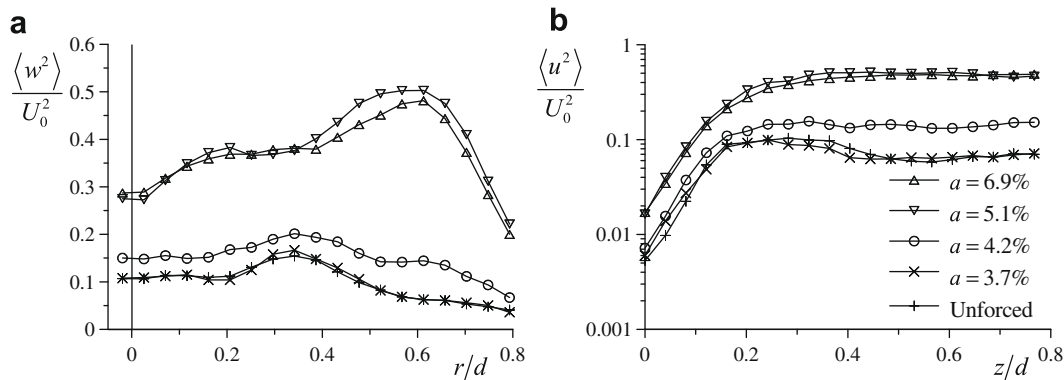 a
⟨w²⟩
U₀²
0.6
0.5
0.4
0.3
0.2
0.1
0
0
0.2
0.4
0.6
0.8
r/d
b
⟨u²⟩
U₀²
1
0.1
0.01
0.001
0
0.2
0.4
0.6
0.8
z/d
a = 6.9%
a = 5.1%
a = 4.2%
a = 3.7%
Unforced